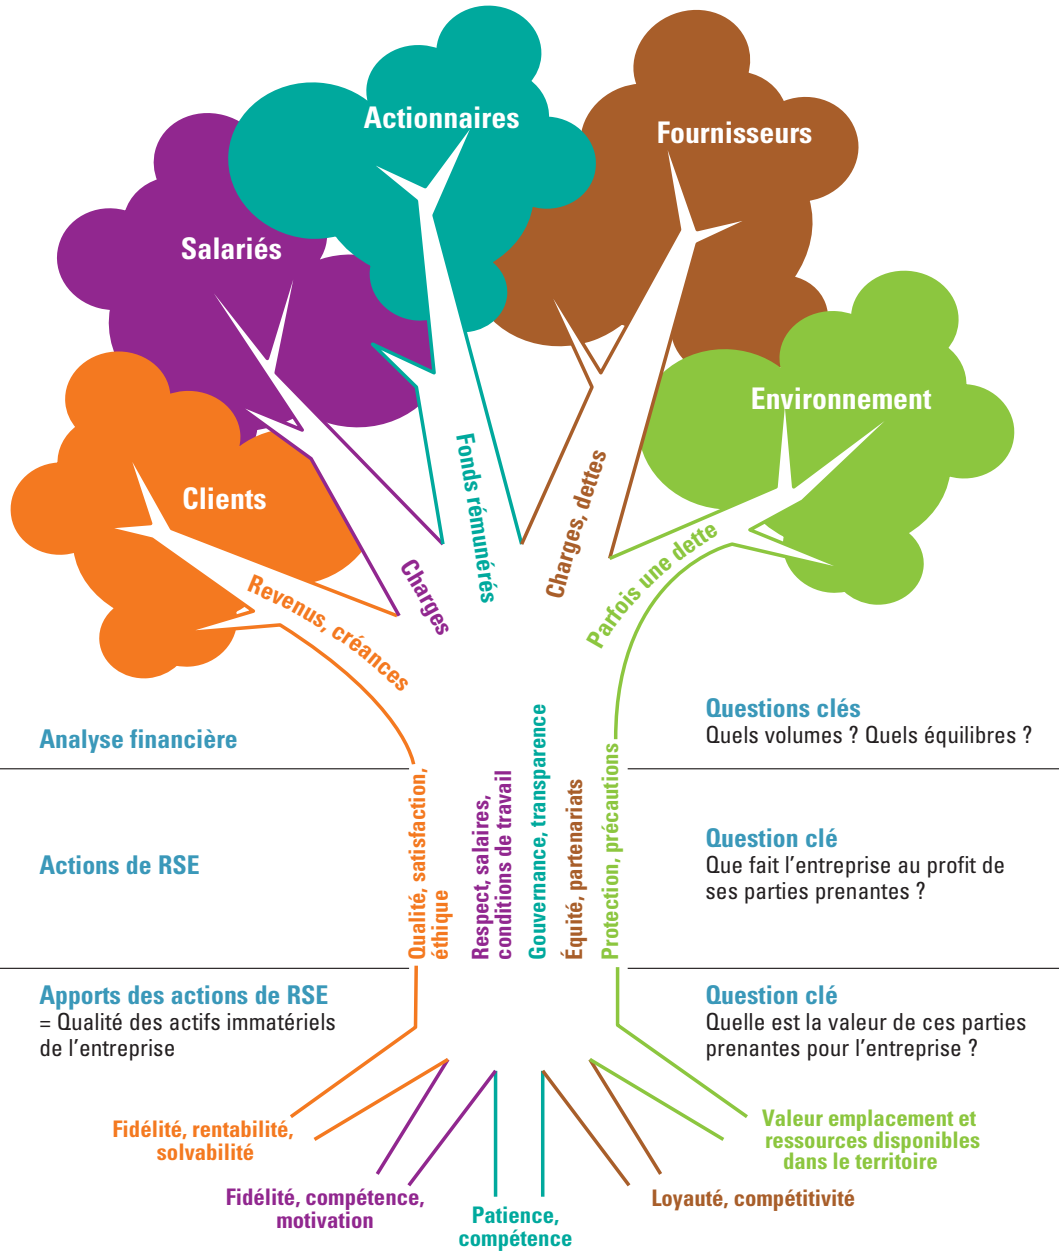 Actionnaires
Fournisseurs
Salariés
Environnement
Clients
Fonds rémunérés
Charges, dettes
Parfois une dette
Charges
Revenus, créances
Analyse financière
Questions clés
Quels volumes ? Quels équilibres ?
Qualité, satisfaction,
éthique
Respect, salaires,
conditions de travail
Gouvernance, transparence
Équité, partenariats
Protection, précautions
Actions de RSE
Question clé
Que fait l'entreprise au profit de
ses parties prenantes ?
Apports des actions de RSE
= Qualité des actifs immatériels
de l'entreprise
Question clé
Quelle est la valeur de ces parties
prenantes pour l'entreprise ?
Fidélité, rentabilité,
solvabilité
Valeur emplacement et
ressources disponibles
dans le territoire
Fidélité, compétence,
motivation
Patience,
compétence
Loyauté, compétitivité